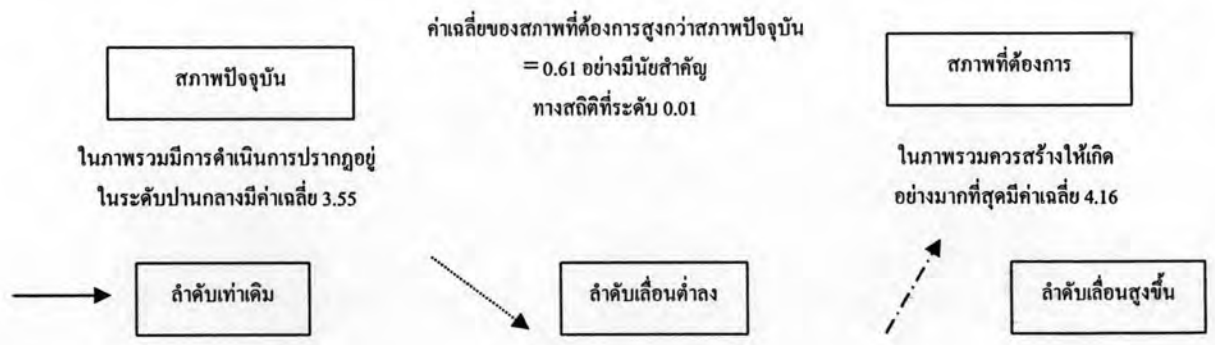 ค่าเฉลี่ยของสภาพที่ต้องการสูงกว่าสภาพปัจจุบัน
= 0.61 อย่างมีนัยสำคัญ
ทางสถิติที่ระดับ 0.01
สภาพปัจจุบัน
สภาพที่ต้องการ
ในภาพรวมมีการดำเนินการปรากฎอยู่
ในระดับปานกลางมีค่าเฉลี่ย 3.55
ในภาพรวมควรสร้างให้เกิด
อย่างมากที่สุดมีค่าเฉลี่ย 4.16
ลำดับเท่าเดิม
ลำดับเลื่อนต่ำลง
ลำดับเลื่อนสูงขึ้น